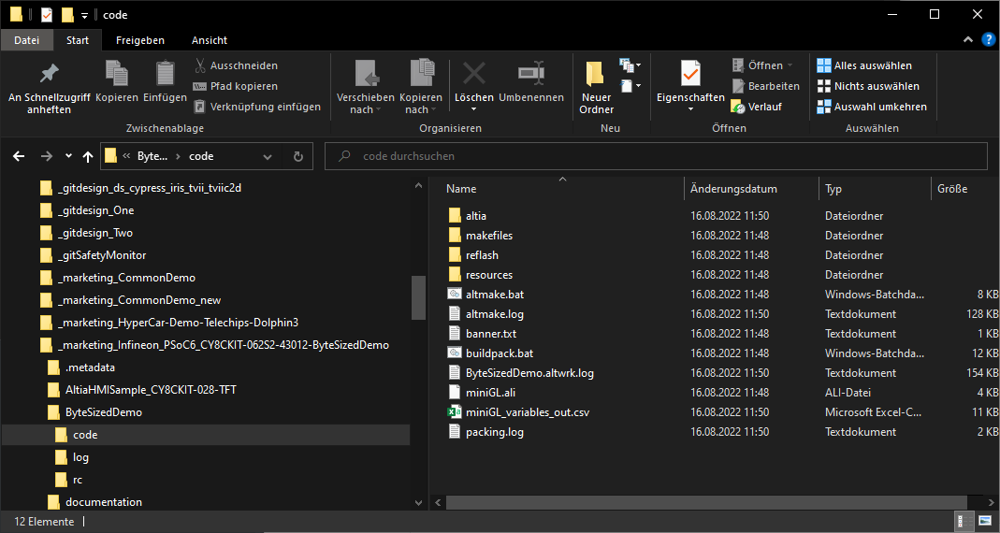 code
Datei Start Freigeben Ansicht
An Schnellzugriff anheften
Kopieren
Einfügen
Ausschneiden
Pfad kopieren
Verknüpfung einfügen
Zwischenablage
Verschieben nach
Kopieren nach
Löschen
Umbenennen
Organisieren
Neuer Ordner
Neu
Eigenschaften
Öffnen
Bearbeiten
Verlauf
Öffnen
Alles auswählen
Nichts auswählen
Auswahl umkehren
Auswählen
« Byte... > code
code durchsuchen
_gitdesign_ds_cypress_iris_tvii_tviic2d
_gitdesign_One
_gitdesign_Two
_gitSafetyMonitor
_marketing_CommonDemo
_marketing_CommonDemo_new
_marketing_HyperCar-Demo-Telechips-Dolphin3
_marketing_Infineon_PSoC6_CY8CKIT-062S2-43012-ByteSizedDemo
.metadata
AltiaHMISample_CY8CKIT-028-TFT
ByteSizedDemo
code
log
rc
documentation
Name Änderungsdatum Typ Größe
altia 16.08.2022 11:50 Dateiordner
makefiles 16.08.2022 11:48 Dateiordner
reflash 16.08.2022 11:48 Dateiordner
resources 16.08.2022 11:48 Dateiordner
altmake.bat 16.08.2022 11:48 Windows-Batchda... 8 KB
altmake.log 16.08.2022 11:50 Textdokument 128 KB
banner.txt 16.08.2022 11:48 Textdokument 1 KB
buildpack.bat 16.08.2022 11:48 Windows-Batchda... 12 KB
ByteSizedDemo.altwrk.log 16.08.2022 11:50 Textdokument 154 KB
miniGL.ali 16.08.2022 11:48 ALI-Datei 4 KB
miniGL_variables_out.csv 16.08.2022 11:50 Microsoft Excel-C... 11 KB
packing.log 16.08.2022 11:50 Textdokument 2 KB
12 Elemente